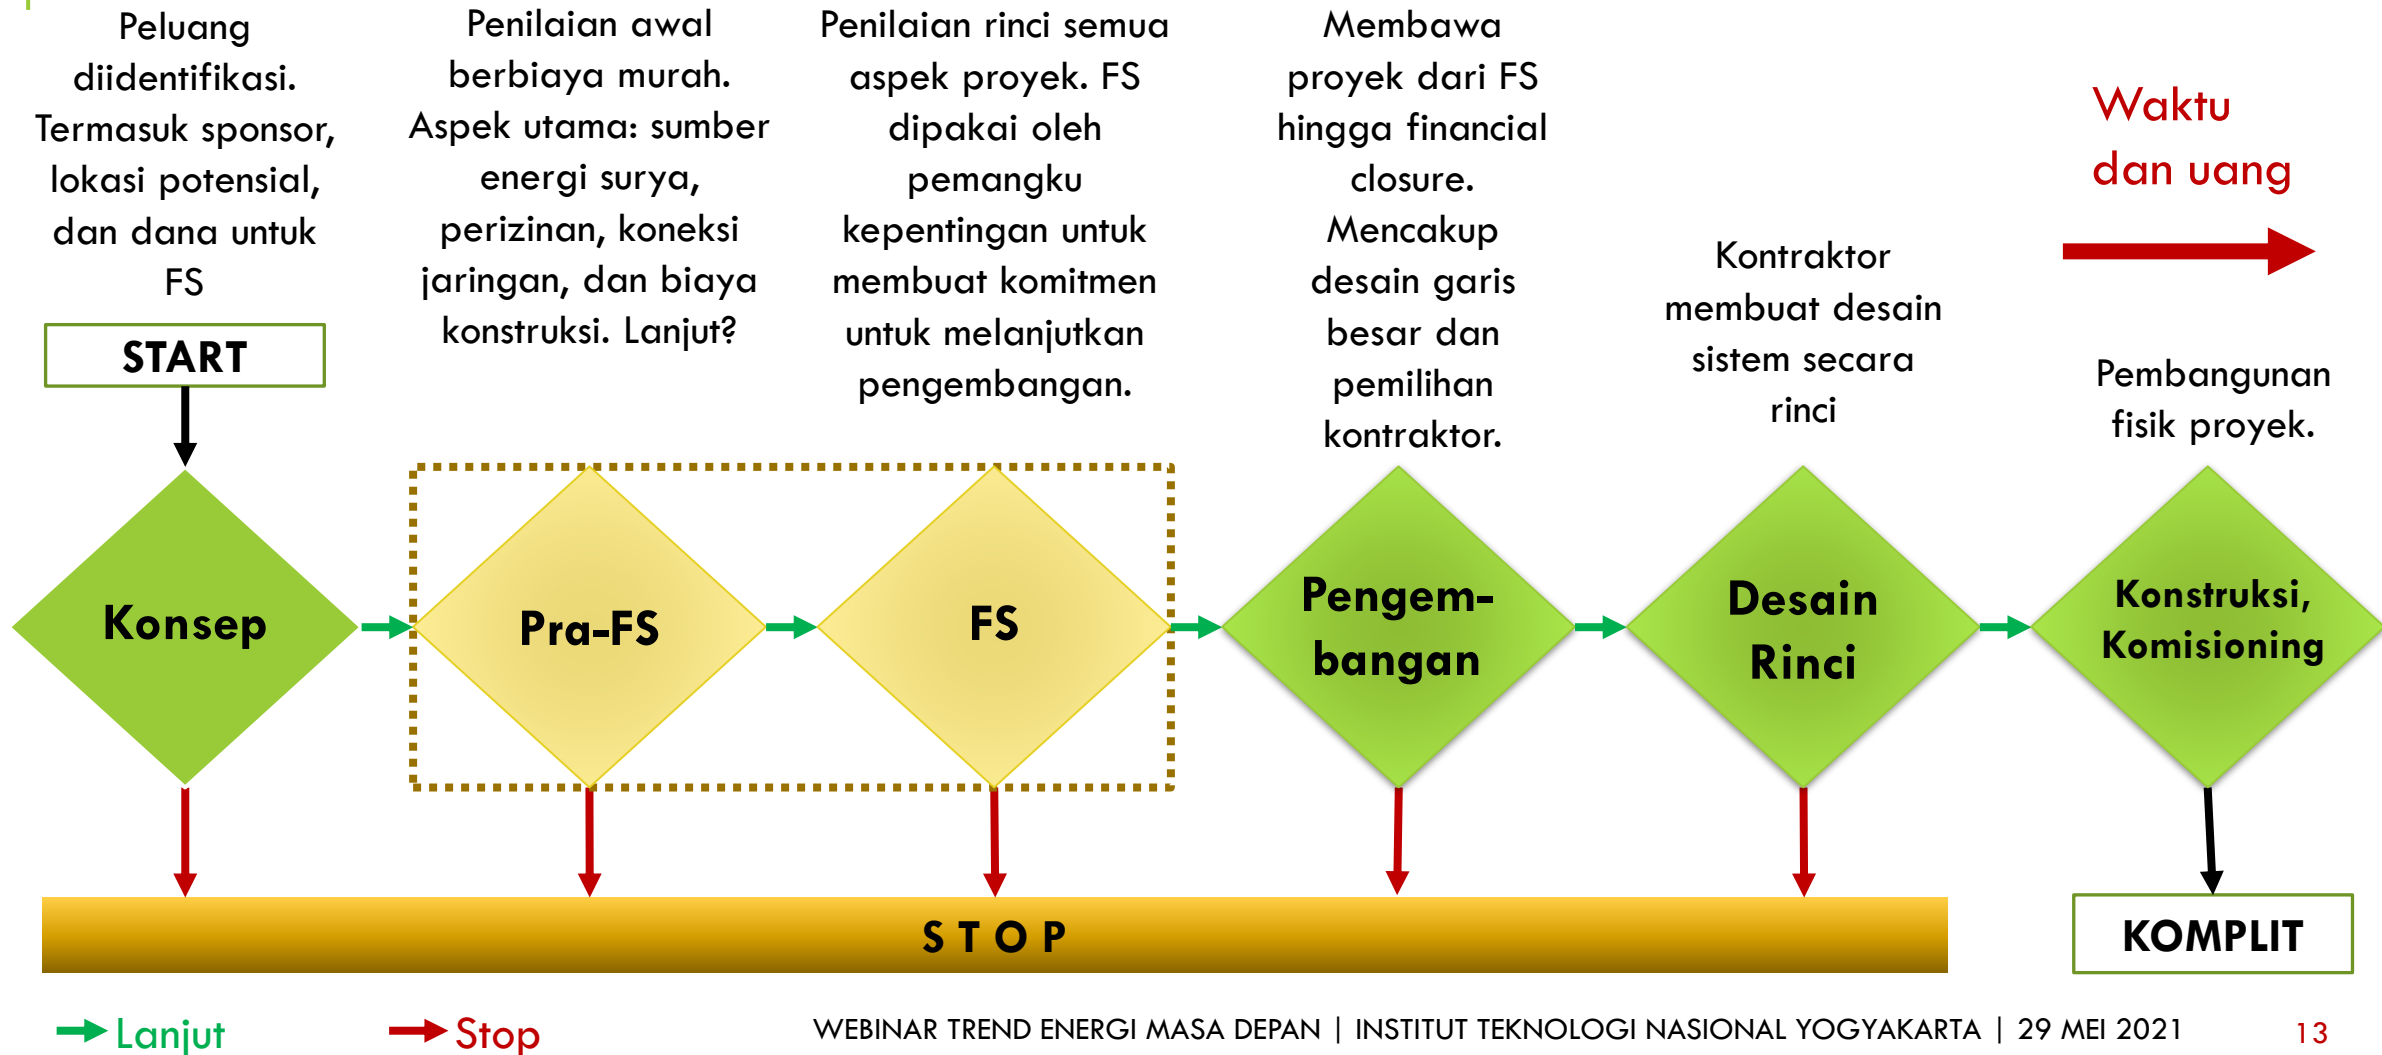 Peluang
diidentifikasi.
Termasuk sponsor,
lokasi potensial,
dan dana untuk
FS
Penilaian awal
berbiaya murah.
Aspek utama: sumber
energi surya,
perizinan, koneksi
jaringan, dan biaya
konstruksi. Lanjut?
Penilaian rinci semua
aspek proyek. FS
dipakai oleh
pemangku
kepentingan untuk
membuat komitmen
untuk melanjutkan
pengembangan.
Membawa
proyek dari FS
hingga financial
closure.
Mencakup
desain garis
besar dan
pemilihan
kontraktor.
Kontraktor
membuat desain
sistem secara
rinci
Waktu
dan uang
Pembangunan
fisik proyek.
START
Konsep
Pra-FS
FS
Pengem-
bangan
Desain
Rinci
Konstruksi,
Komisioning
S T O P
KOMPLIT
Lanjut
Stop
WEBINAR TREND ENERGI MASA DEPAN | INSTITUT TEKNOLOGI NASIONAL YOGYAKARTA | 29 MEI 2021
13